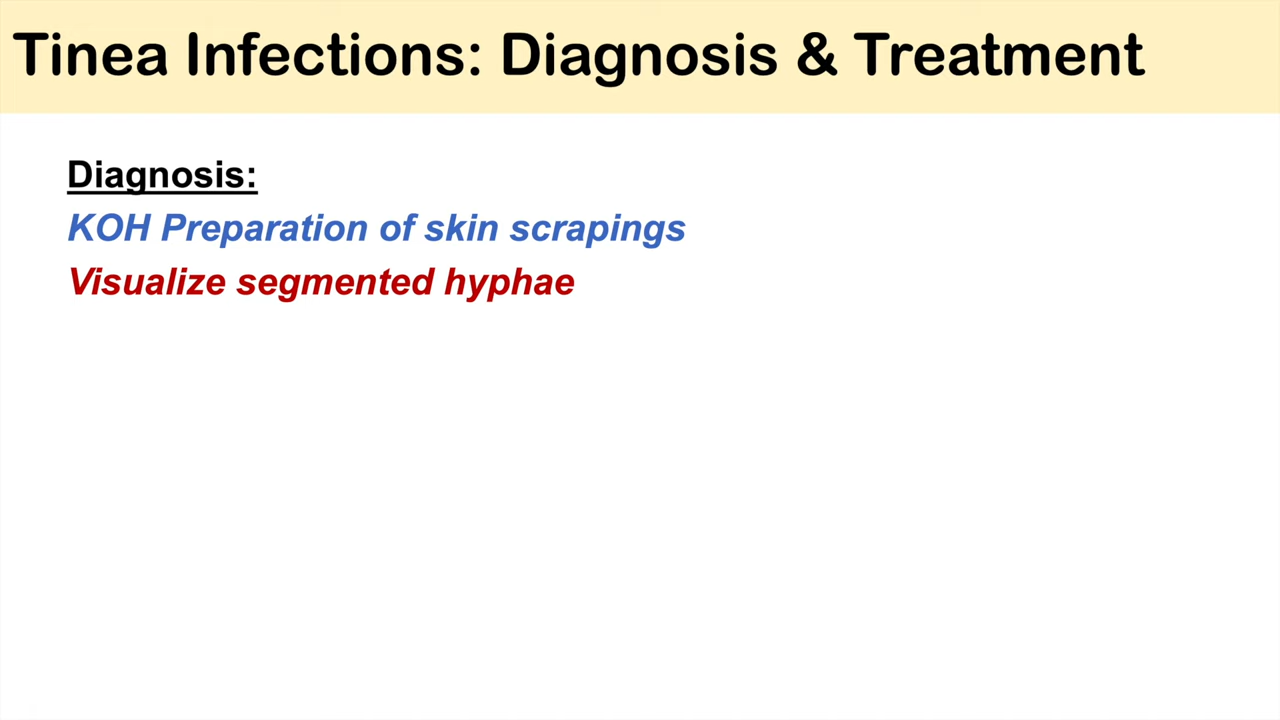 Tinea Infections: Diagnosis & Treatment
Diagnosis:
KOH Preparation of skin scrapings
Visualize segmented hyphae